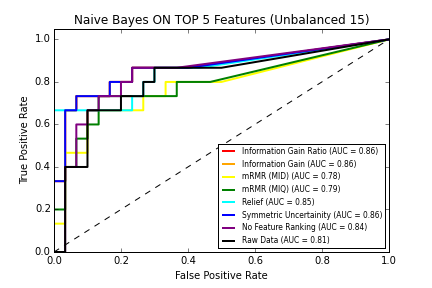 Naive Bayes ON TOP 5 Features (Unbalanced 15)
True Positive Rate
1.0
0.8
0.6
0.4
0.2
0.0
Information Gain Ratio (AUC = 0.86)
Information Gain (AUC = 0.86)
mRMR (MID) (AUC = 0.78)
mRMR (MIQ) (AUC = 0.79)
Relief (AUC = 0.85)
Symmetric Uncertainity (AUC = 0.86)
No Feature Ranking (AUC = 0.84)
Raw Data (AUC = 0.81)
0.0 0.2 0.4 0.6 0.8 1.0
False Positive Rate